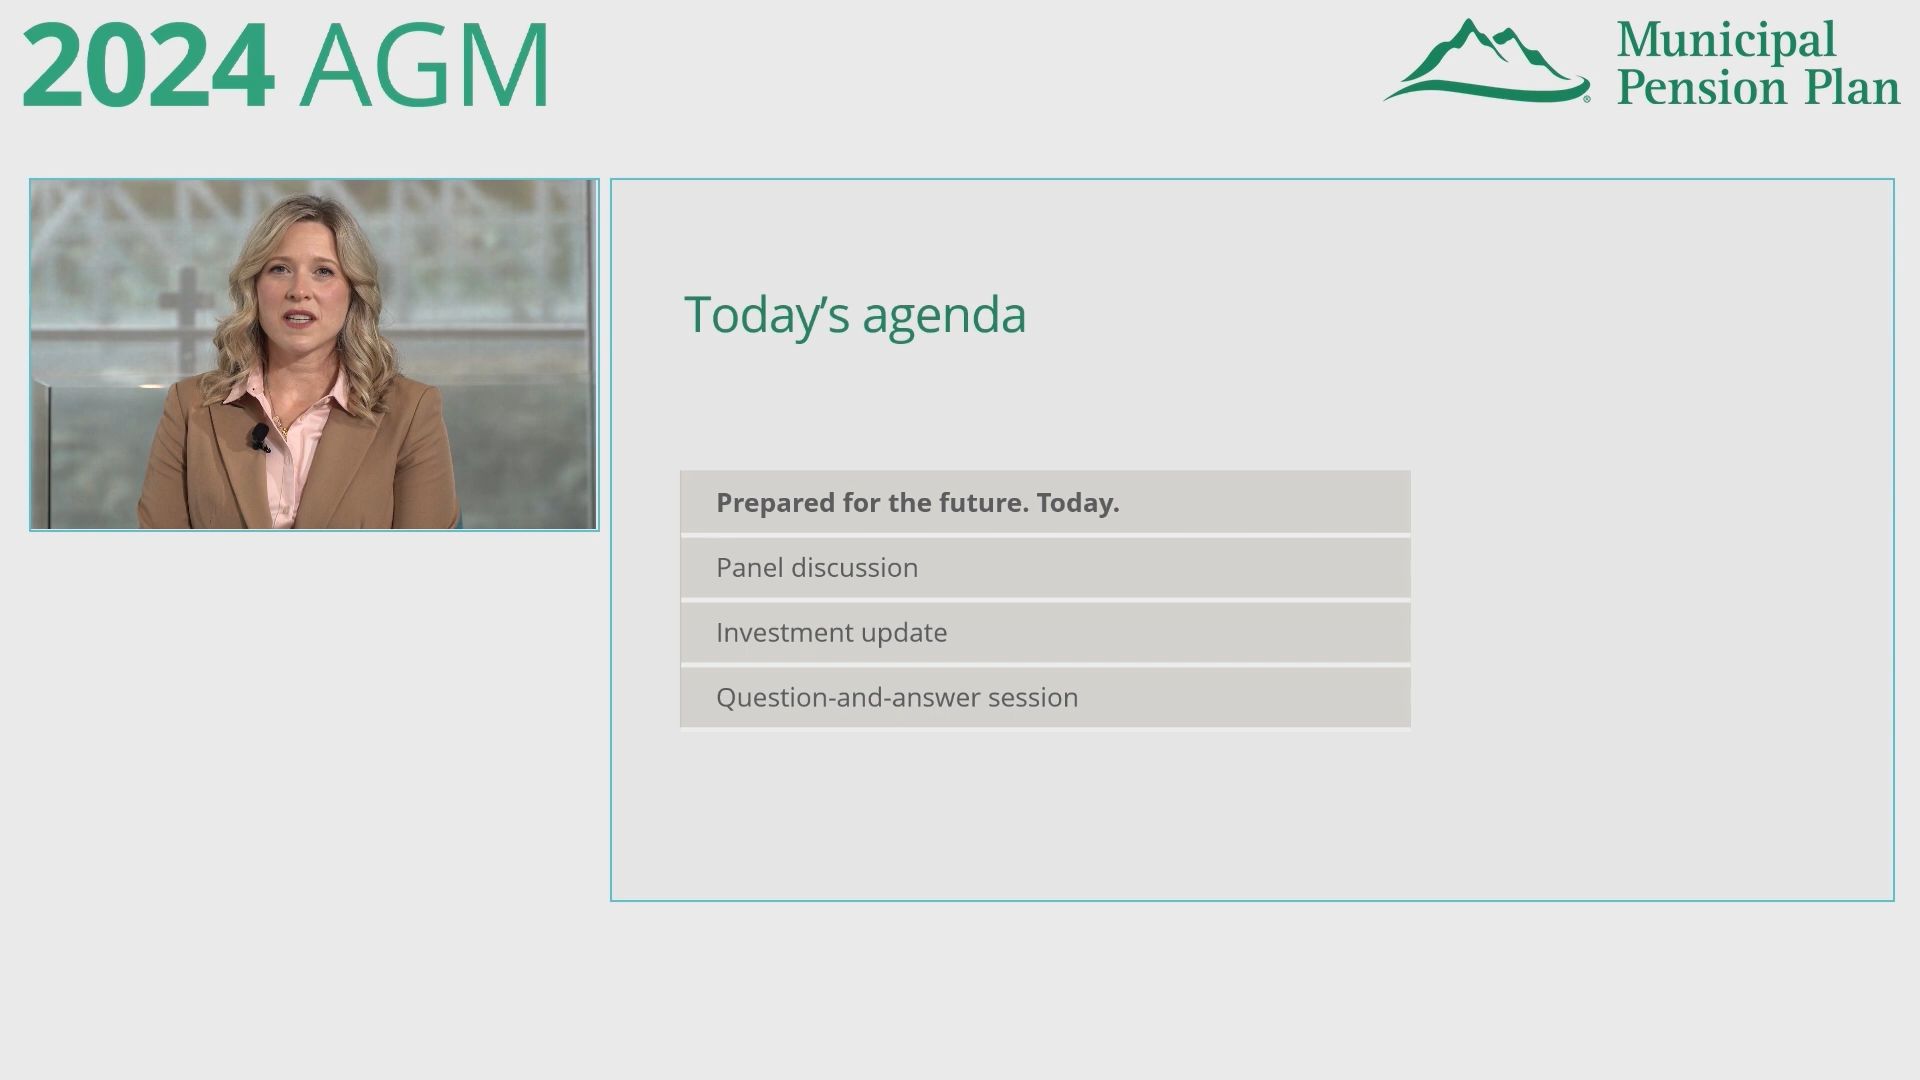 2024 AGM
Municipal
Pension Plan
®
Today’s agenda
Prepared for the future. Today.
Panel discussion
Investment update
Question-and-answer session